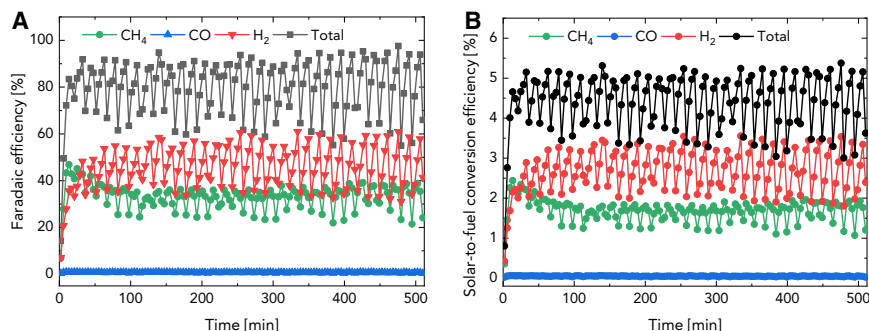 A
CH4 CO H2 Total
Faradaic efficiency [%]
100
80
60
40
20
0
0 100 200 300 400 500
Time [min]
B
CH4 CO H2 Total
Solar-to-fuel conversion efficiency [%]
6
5
4
3
2
1
0
0 100 200 300 400 500
Time [min]